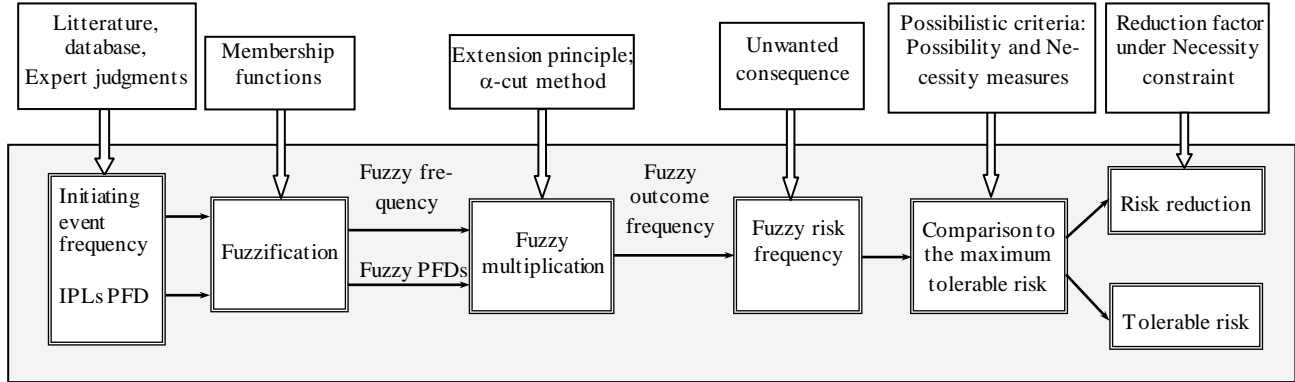 Litterature,
database,
Expert judgments
Membership
functions
Extension principle;
α-cut method
Unwanted
consequence
Possibilistic criteria:
Possibility and Ne-
cessity measures
Reduction factor
under Necessity
constraint
Initiating
event
frequency
IPLs PFD
Fuzzification
Fuzzy fre-
quency
Fuzzy PFDs
Fuzzy
multiplication
Fuzzy
outcome
frequency
Fuzzy risk
frequency
Comparison to
the maximum
tolerable risk
Risk reduction
Tolerable risk